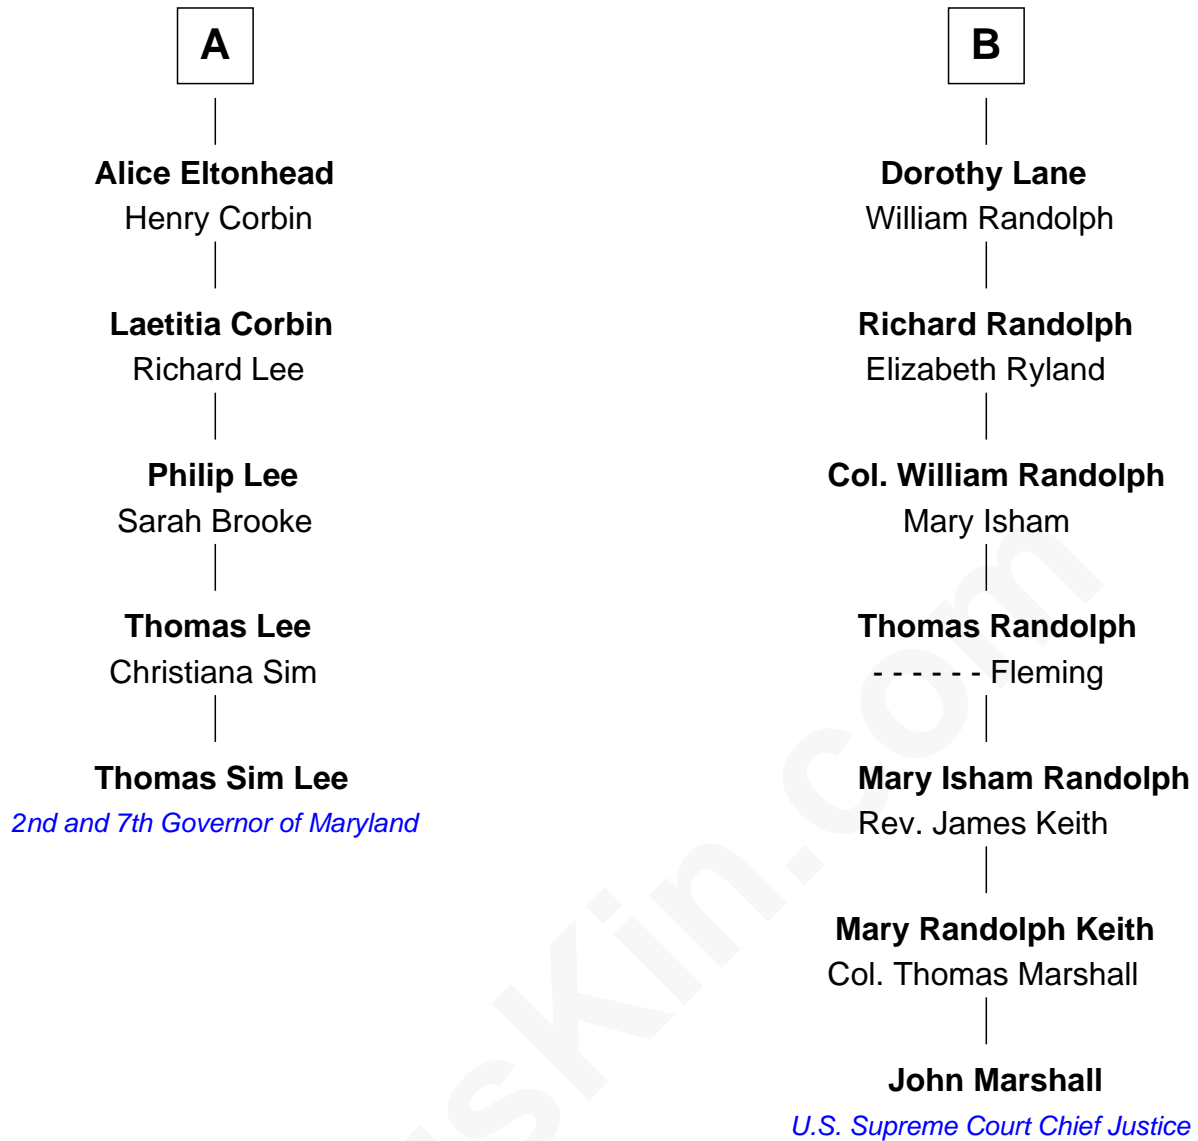 A
Alice Eltonhead
Henry Corbin
Laetitia Corbin
Richard Lee
Philip Lee
Sarah Brooke
Thomas Lee
Christiana Sim
Thomas Sim Lee
2nd and 7th Governor of Maryland
B
Dorothy Lane
William Randolph
Richard Randolph
Elizabeth Ryland
Col. William Randolph
Mary Isham
Thomas Randolph
- - - - - - Fleming
Mary Isham Randolph
Rev. James Keith
Mary Randolph Keith
Col. Thomas Marshall
John Marshall
U.S. Supreme Court Chief Justice